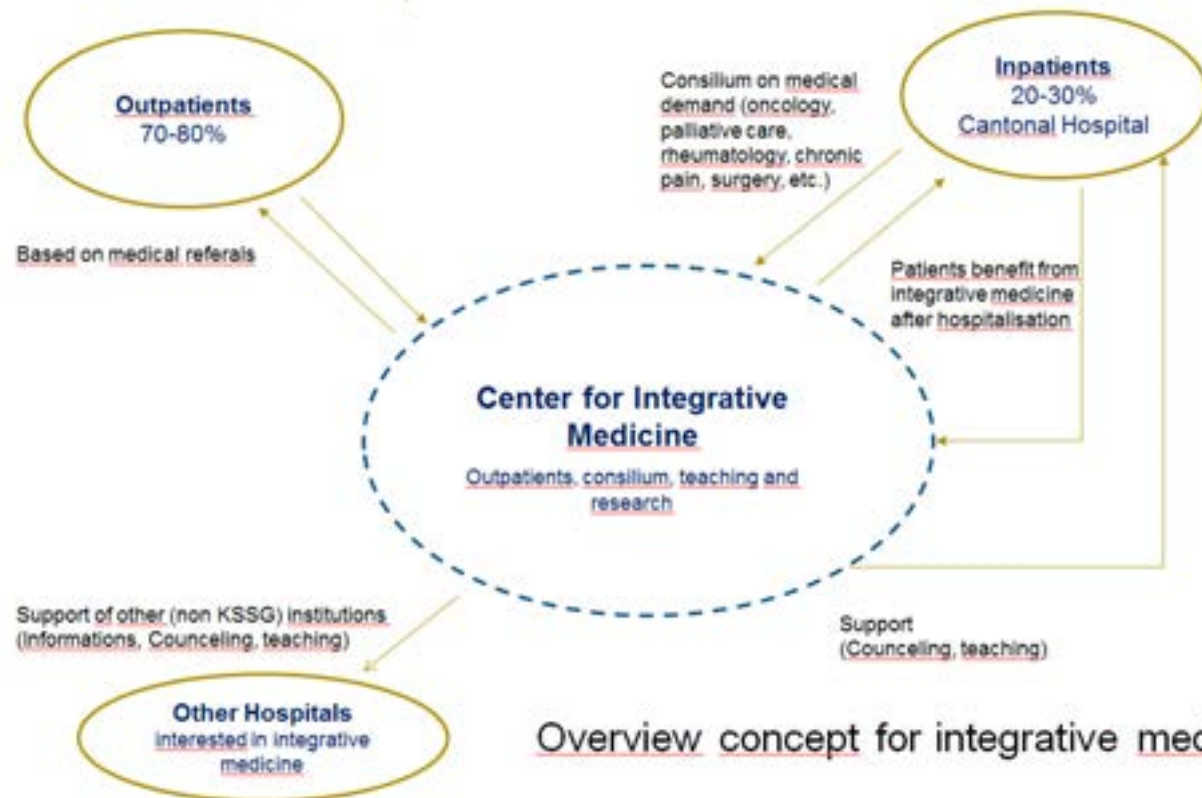 Outpatients
70-80%
Consilium on medical
demand (oncology,
palliative care,
rheumatology, chronic
pain, surgery, etc.)
Inpatients
20-30%
Cantonal Hospital
Based on medical referals
Patients benefit from
integrative medicine
after hospitalisation
Center for Integrative
Medicine
Outpatients, consilium, teaching and
research
Support of other (non KSSG) institutions
(Informations, Counceling, teaching)
Support
(Counceling, teaching)
Other Hospitals
interested in integrative
medicine
Overview concept for integrative med